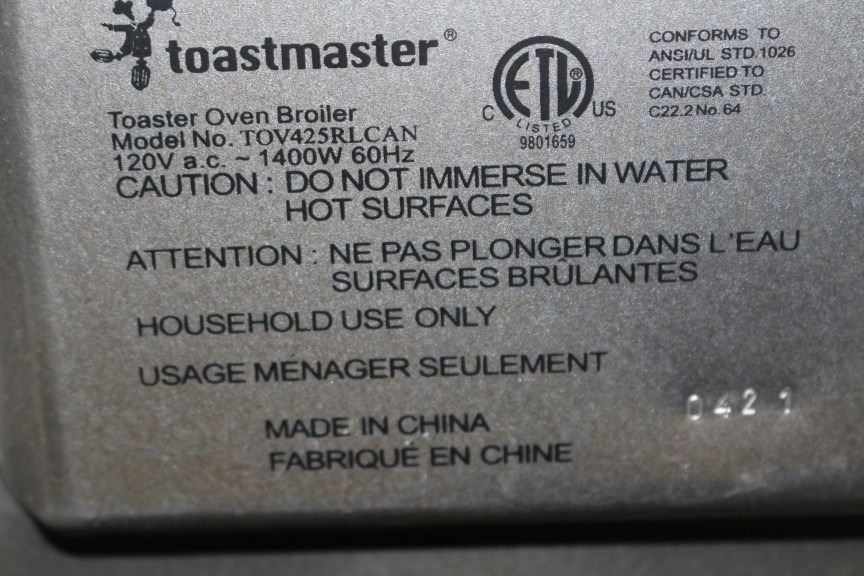 toastmaster®
Toaster Oven Broiler
Model No. TOV425RLCAN
120V a.c. ~ 1400W 60Hz
C ETL® US
LISTED
9801659
CONFORMS TO
ANSI/UL STD.1026
CERTIFIED TO
CAN/CSA STD.
C22.2 No. 64
CAUTION : DO NOT IMMERSE IN WATER
HOT SURFACES
ATTENTION : NE PAS PLONGER DANS L'EAU
SURFACES BRÛLANTES
HOUSEHOLD USE ONLY
USAGE MÉNAGER SEULEMENT
0421
MADE IN CHINA
FABRIQUÉ EN CHINE